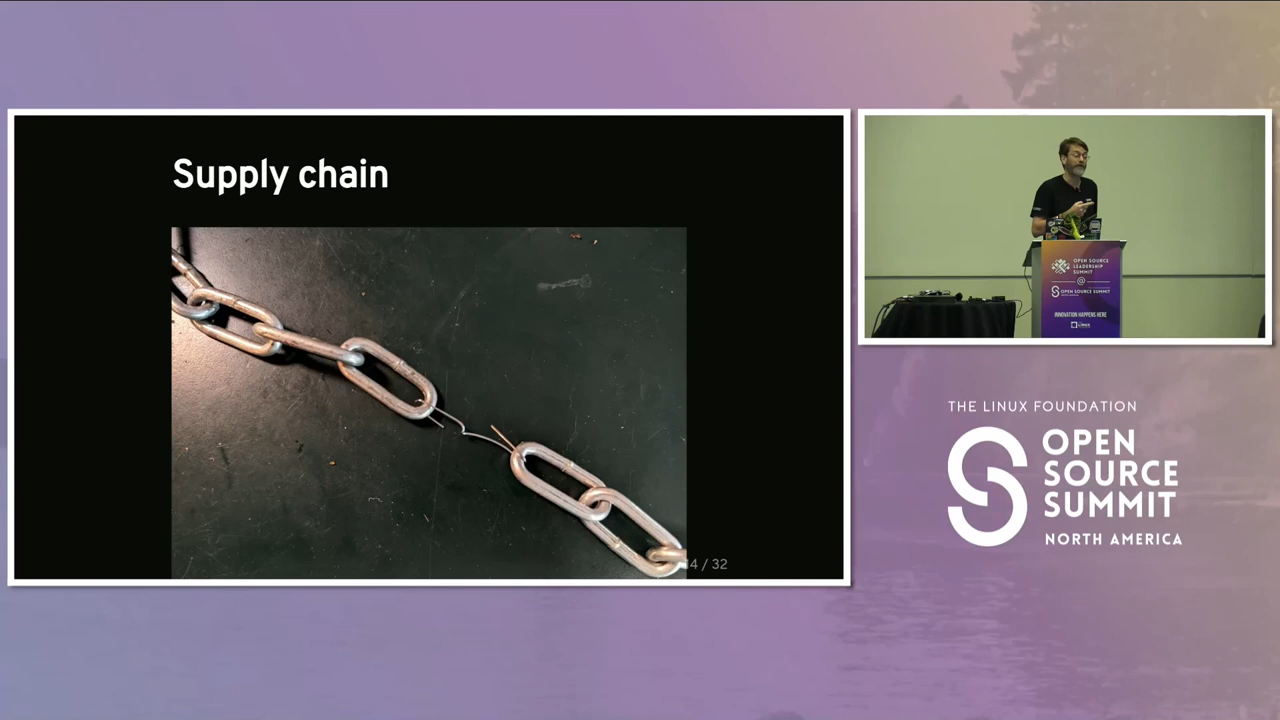 Supply chain
14 / 32
OPEN SOURCE
LEADERSHIP
SUMMIT
@
OPEN SOURCE SUMMIT
INNOVATION HAPPENS HERE
THE LINUX FOUNDATION
OPEN
SOURCE
SUMMIT
NORTH AMERICA